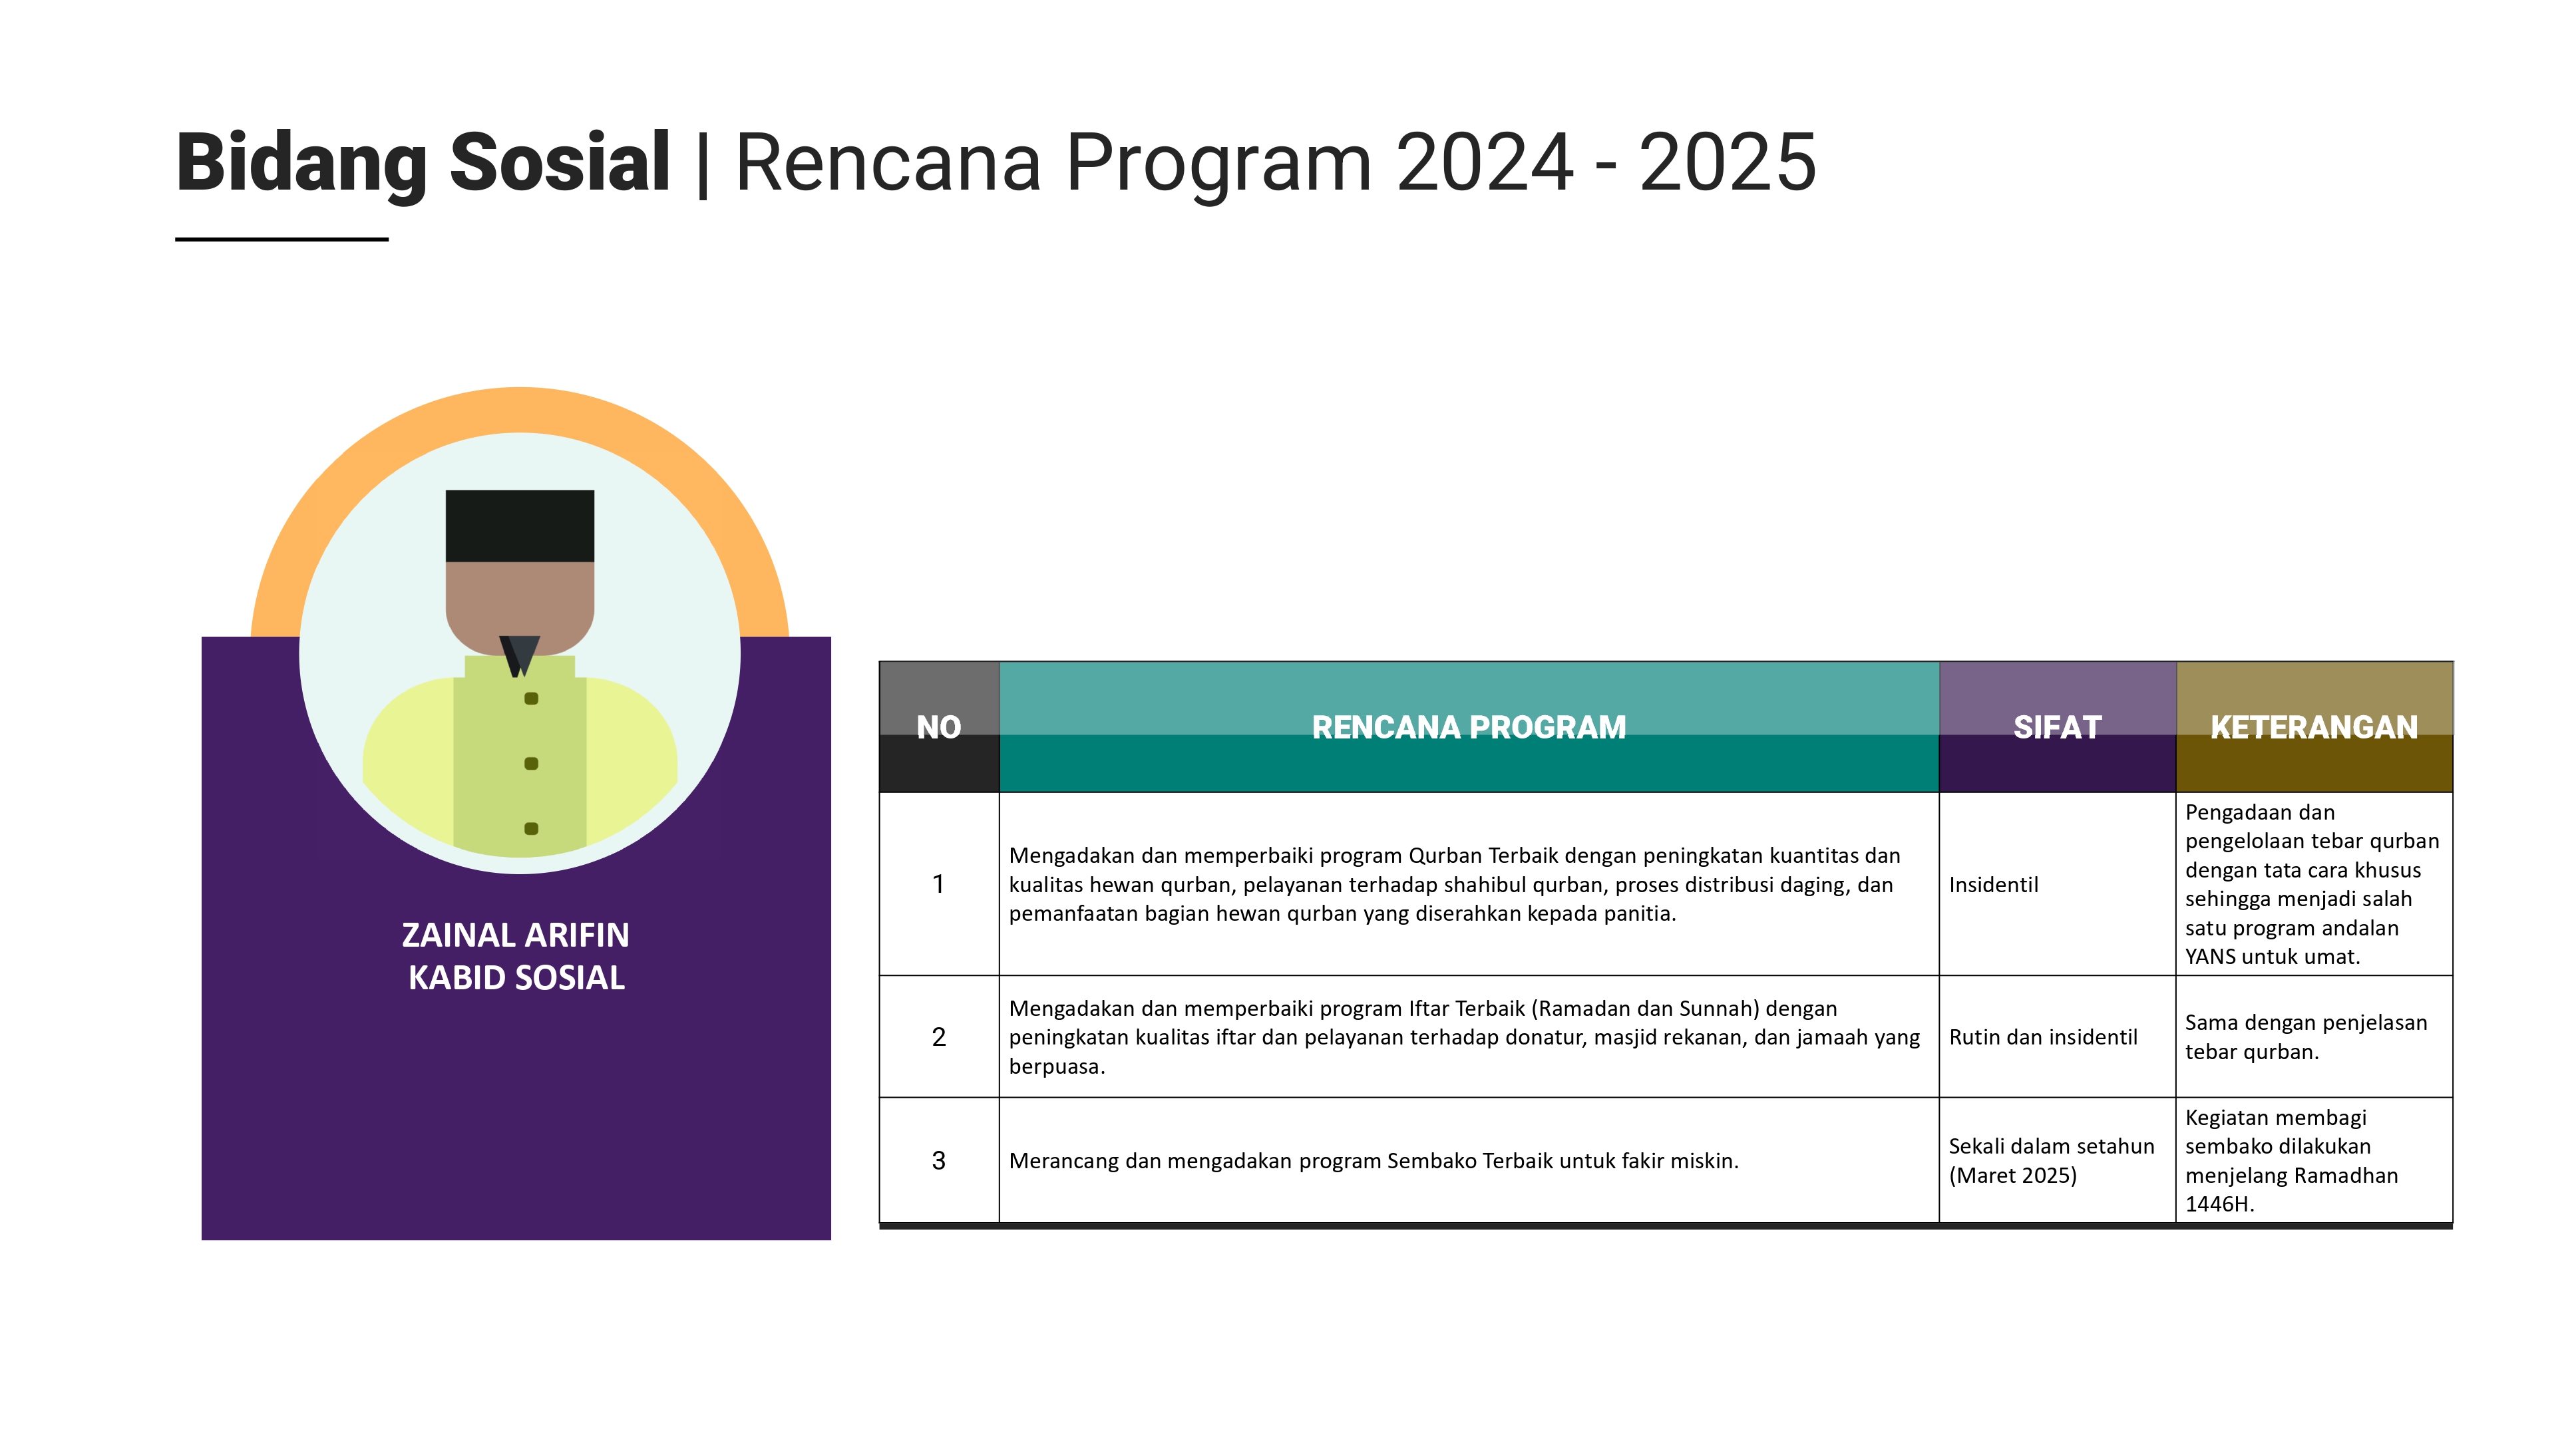 Bidang Sosial | Rencana Program 2024 - 2025
ZAINAL ARIFIN
KABID SOSIAL
NO
RENCANA PROGRAM
SIFAT
KETERANGAN
1
Mengadakan dan memperbaiki program Qurban Terbaik dengan peningkatan kuantitas dan
kualitas hewan qurban, pelayanan terhadap shahibul qurban, proses distribusi daging, dan
pemanfaatan bagian hewan qurban yang diserahkan kepada panitia.
Insidentil
Pengadaan dan
pengelolaan tebar qurban
dengan tata cara khusus
sehingga menjadi salah
satu program andalan
YANS untuk umat.
2
Mengadakan dan memperbaiki program Iftar Terbaik (Ramadan dan Sunnah) dengan
peningkatan kualitas iftar dan pelayanan terhadap donatur, masjid rekanan, dan jamaah yang
berpuasa.
Rutin dan insidentil
Sama dengan penjelasan
tebar qurban.
3
Merancang dan mengadakan program Sembako Terbaik untuk fakir miskin.
Sekali dalam setahun
(Maret 2025)
Kegiatan membagi
sembako dilakukan
menjelang Ramadhan
1446H.